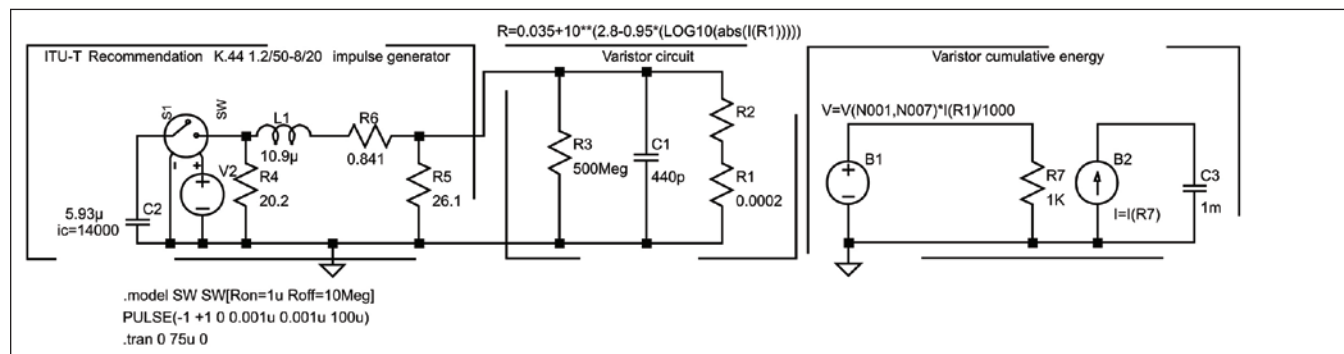 R=0.035+10**(2.8-0.95*(LOG10(abs(I(R1)))))
ITU-T Recommendation K.44 1.2/50-8/20 impulse generator
Varistor circuit
Varistor cumulative energy
S1
SW
L1
10.9µ
R6
0.841
V2
R4
20.2
R5
26.1
5.93µ
C2
ic=14000
- +
+
−
R3
500Meg
C1
440p
R2
R1
0.0002
V=V(N001,N007)*I(R1)/1000
B1
+
−
R7
1K
B2
I=I(R7)
C3
1m
.model SW SW[Ron=1u Roff=10Meg]
PULSE(-1 +1 0 0.001u 0.001u 100u)
.tran 0 75u 0